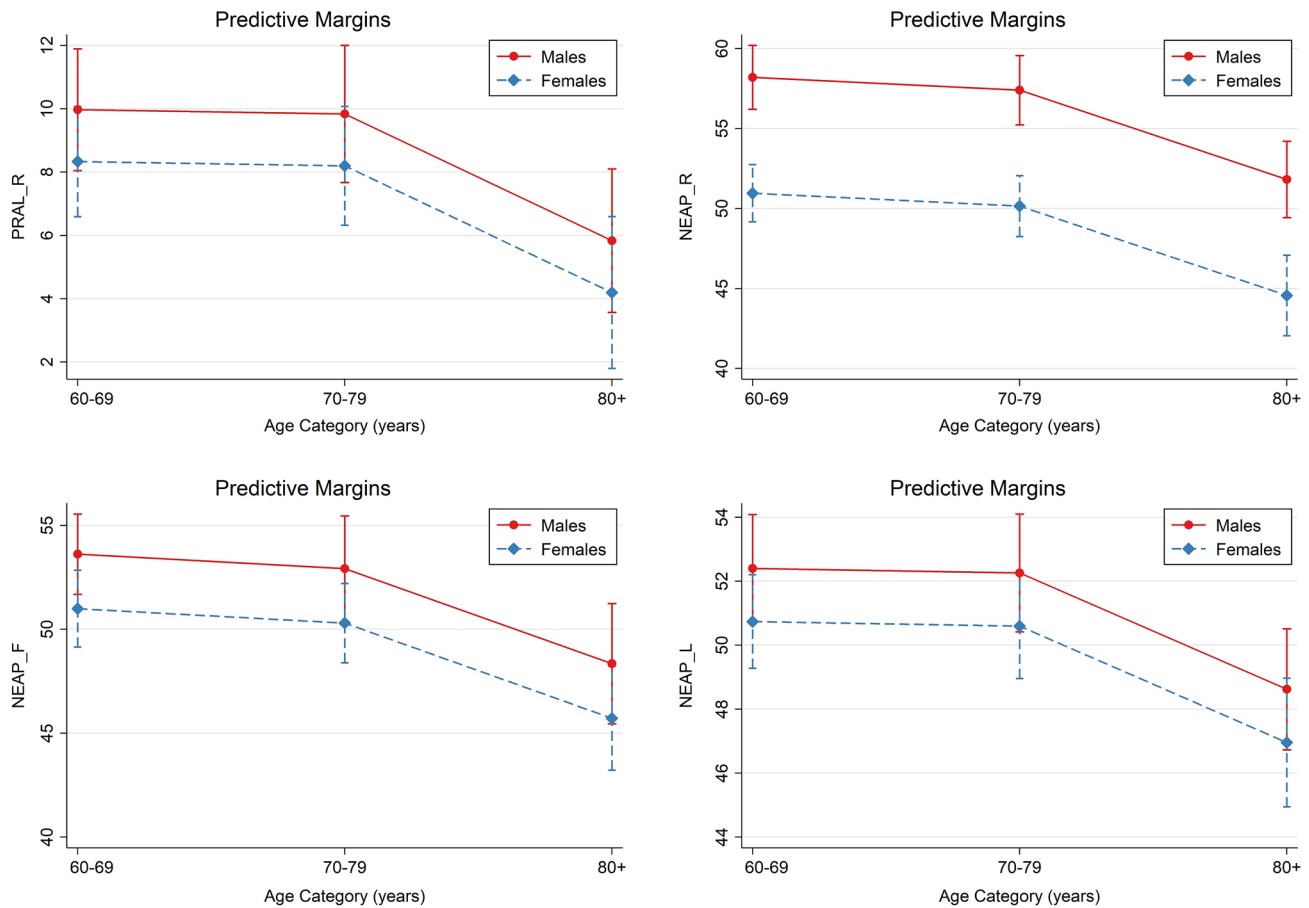 Predictive Margins
PRAL_R
12
10
8
6
4
2
Males
Females
60-69
70-79
80+
Age Category (years)
Predictive Margins
NEAP_R
60
55
50
45
40
Males
Females
60-69
70-79
80+
Age Category (years)
Predictive Margins
NEAP_F
55
50
45
40
Males
Females
60-69
70-79
80+
Age Category (years)
Predictive Margins
NEAP_L
54
52
50
48
46
44
Males
Females
60-69
70-79
80+
Age Category (years)